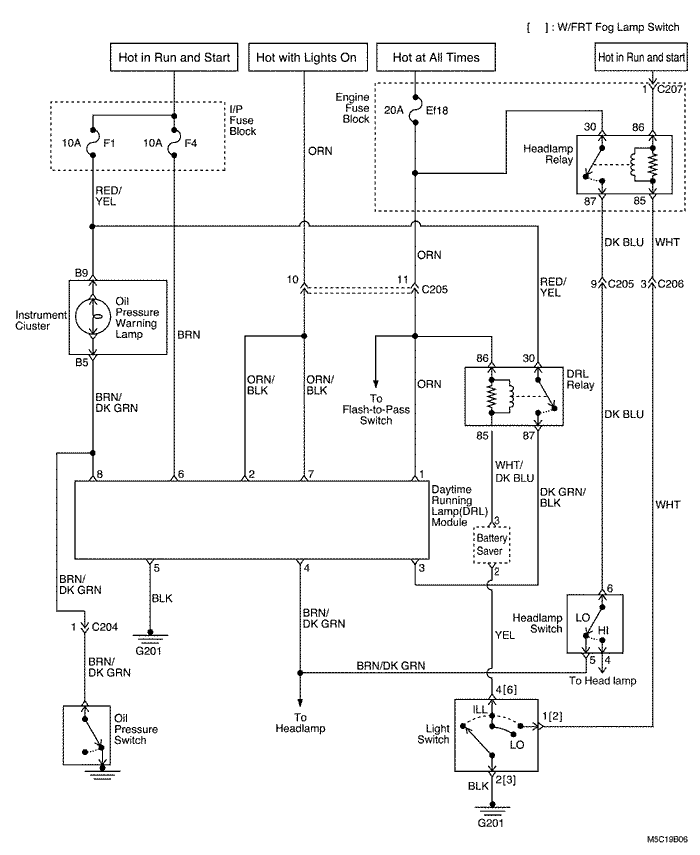 [ ] : W/FRT Fog Lamp Switch
Hot in Run and Start
Hot with Lights On
Hot at All Times
Hot in Run and start
1
C207
I/P
Fuse
Block
Engine
Fuse
Block
10A
F1
10A
F4
20A
Ef18
30
86
Headlamp
Relay
87
85
ORN
RED/
YEL
ORN
DK BLU
WHT
B9
10
11
C205
RED/
YEL
9
C205
3
C206
Instrument
Cluster
Oil
Pressure
Warning
Lamp
BRN
B5
86
30
DRL
Relay
BRN/
DK GRN
ORN/
BLK
ORN/
BLK
To
Flash-to-Pass
Switch
ORN
DK BLU
85
87
8
6
2
7
1
WHT/
DK BLU
DK GRN/
BLK
WHT
Daytime
Running
Lamp(DRL)
Module
3
Battery
Saver
2
5
4
3
BRN/
DK GRN
BLK
BRN/
DK GRN
6
Headlamp
Switch
LO
HI
5
4
To Head lamp
1
C204
G201
YEL
BRN/
DK GRN
BRN/DK GRN
4[6]
Oil
Pressure
Switch
To
Headlamp
Light
Switch
ILL
LO
1[2]
BLK
2[3]
G201
M5C19B06